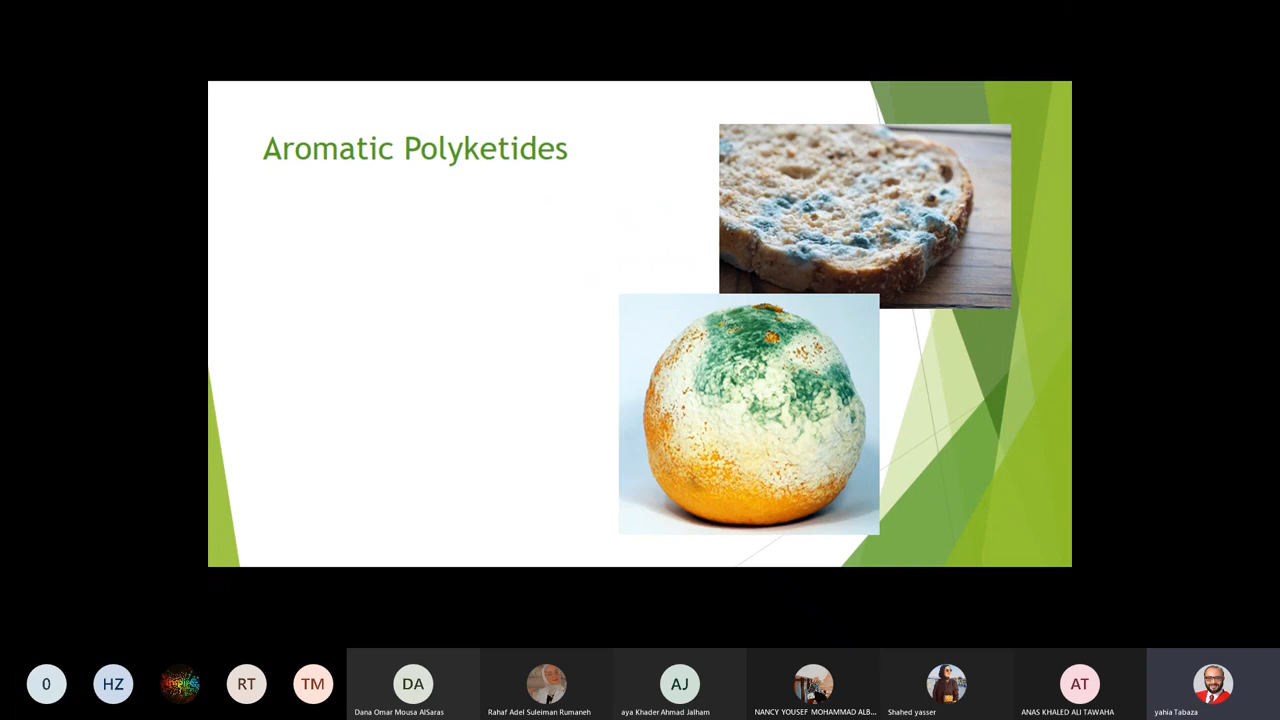 Aromatic Polyketides
0
HZ
RT
TM
DA
AJ
AT
Dana Omar Mousa AlSaras
Rahaf Adel Suleiman Rumaneh
aya Khader Ahmad Jalham
NANCY YOUSEF MOHAMMAD ALB...
Shahed yasser
ANAS KHALED ALI TAWAHA
yahia Tabaza